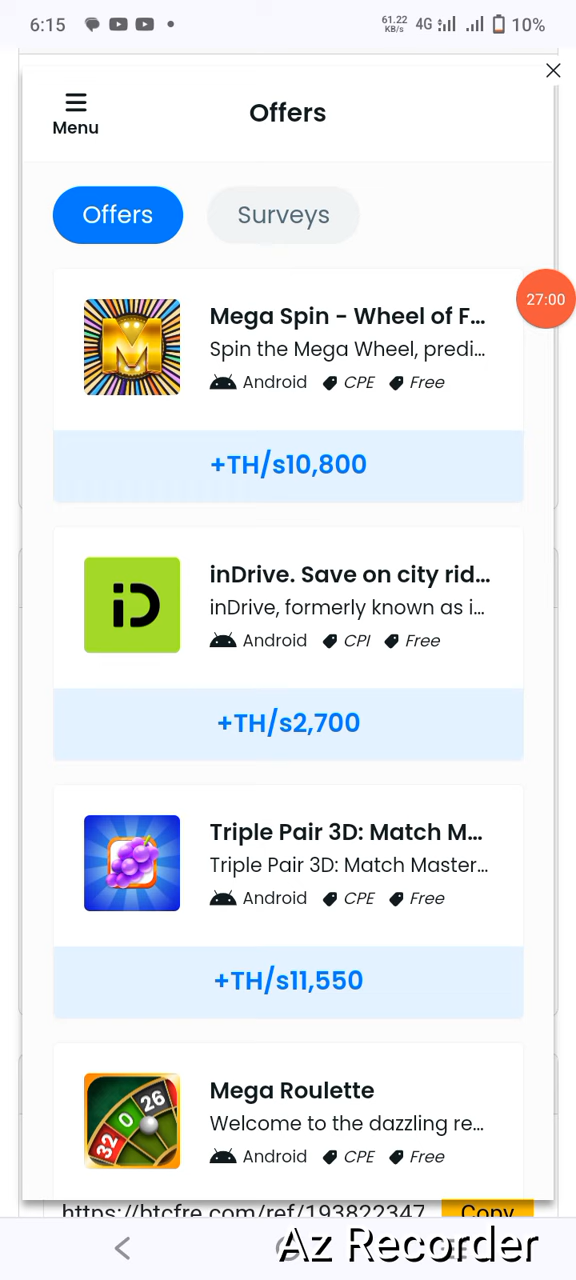 6:15
61.22
KB/s
4G
10%
Menu
Offers
Offers
Surveys
27:00
M
Mega Spin - Wheel of F...
Spin the Mega Wheel, predi...
Android CPE Free
+TH/s10,800
iD
inDrive. Save on city rid...
inDrive, formerly known as i...
Android CPI Free
+TH/s2,700
Triple Pair 3D: Match M...
Triple Pair 3D: Match Master...
Android CPE Free
+TH/s11,550
32 0 26
Mega Roulette
Welcome to the dazzling re...
Android CPE Free
https://btcfre.com/ref/193822347
Copy
Az Recorder